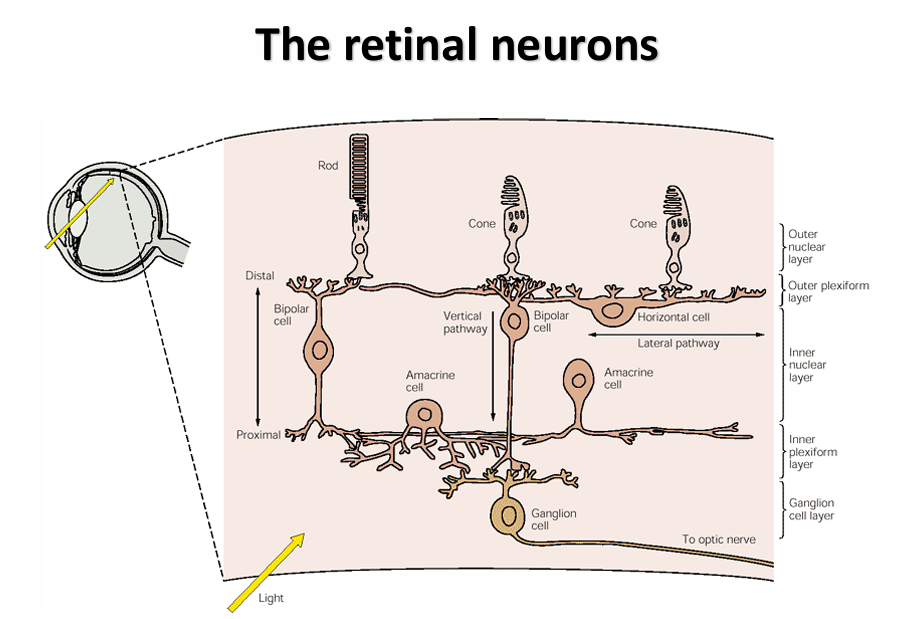 The retinal neurons
Rod
Cone
Cone
Outer
nuclear
layer
Distal
Outer plexiform
layer
Bipolar
cell
Vertical
pathway
Bipolar
cell
Horizontal cell
Lateral pathway
Inner
nuclear
layer
Amacrine
cell
Amacrine
cell
Proximal
Inner
plexiform
layer
Ganglion
cell layer
Ganglion
cell
To optic nerve
Light